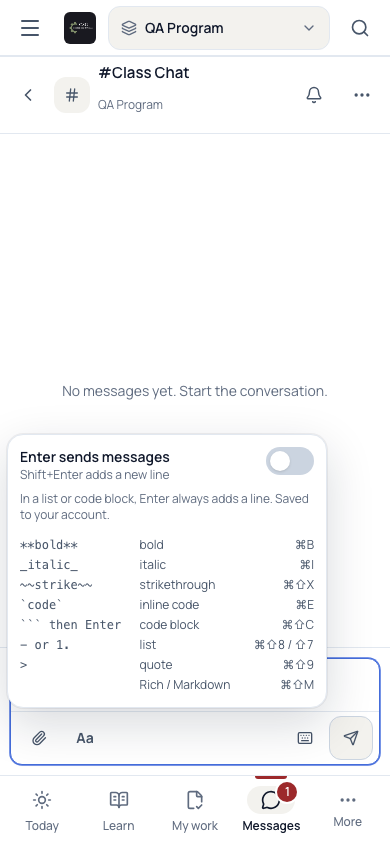 QA Program
#Class Chat
#
QA Program
No messages yet. Start the conversation.
Enter sends messages
Shift+Enter adds a new line
In a list or code block, Enter always adds a line. Saved
to your account.
**bold** bold ⌘B
_italic_ italic ⌘I
~~strike~~ strikethrough ⌘⇧X
`code` inline code ⌘E
``` then Enter code block ⌘⇧C
– or 1. list ⌘⇧8 / ⇧7
> quote ⌘⇧9
Rich / Markdown ⌘⇧M
Aa
1
Today Learn My work Messages More